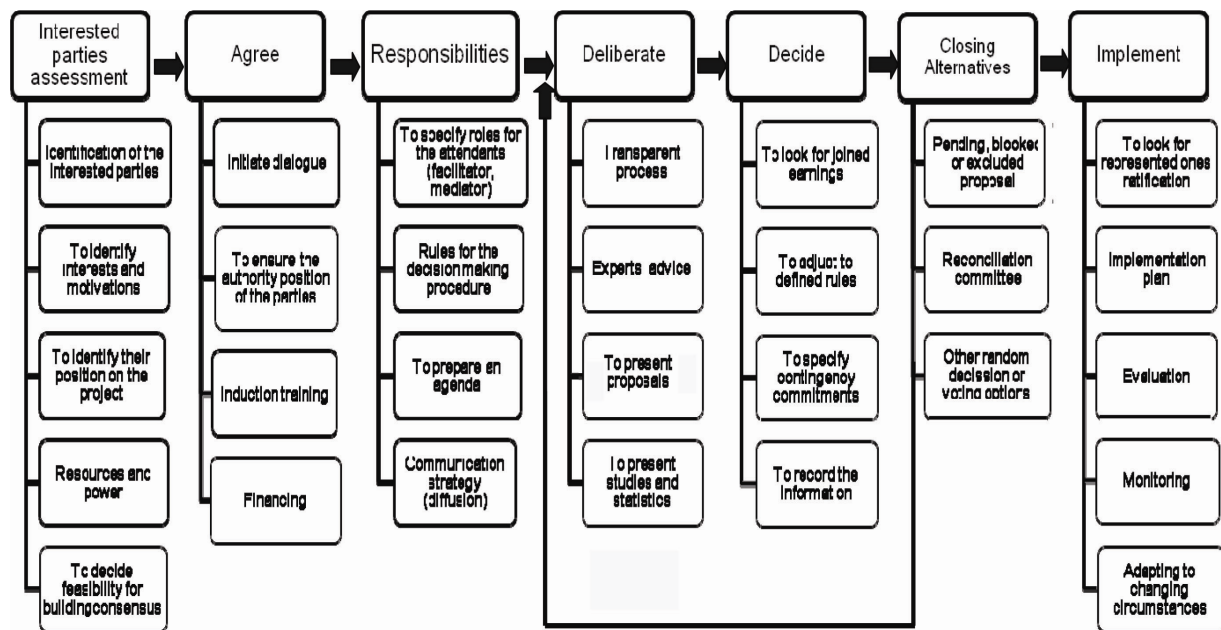 Interested
parties
assessment
Agree
Responsibilities
Deliberate
Decide
Closing
Alternatives
Implement
Identification of the
interested parties
To identify
interests and
motivations
To identify their
position on the
project
Resources and
power
To decide
feasibility for
building consensus
Initiate dialogue
To ensure the
authority position
of the parties
Induction training
Financing
To specify roles for
the attendants
(facilitator,
mediator)
Rules for the
decision making
procedure
To prepare an
agenda
Communication
strategy
(diffusion)
Transparent
process
Experts advice
To present
proposals
To present
studies and
statistics
To look for joined
earnings
To adjust to
defined rules
To specify
contingency
commitments
To record the
information
Pending, blocked
or excluded
proposal
Reconciliation
committee
Other random
decission or
voting options
To look for
represented ones
ratification
Implementation
plan
Evaluation
Monitoring
Adapting to
changing
circumstances